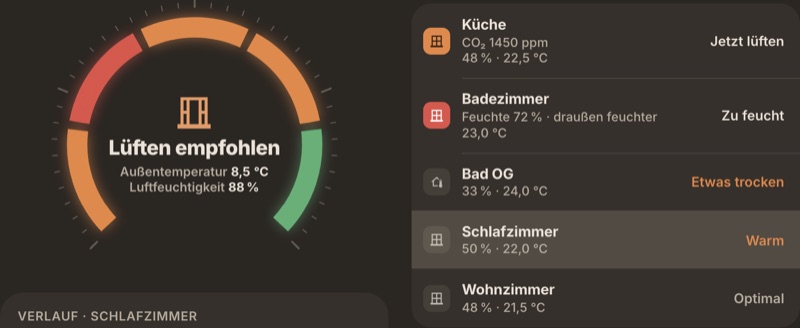 Lüften empfohlen
Außentemperatur 8,5 °C
Luftfeuchtigkeit 88 %
VERLAUF · SCHLAFZIMMER
Küche
CO₂ 1450 ppm
48 % · 22,5 °C
Jetzt lüften
Badezimmer
Feuchte 72 % · draußen feuchter
23,0 °C
Zu feucht
Bad OG
33 % · 24,0 °C
Etwas trocken
Schlafzimmer
50 % · 22,0 °C
Warm
Wohnzimmer
48 % · 21,5 °C
Optimal